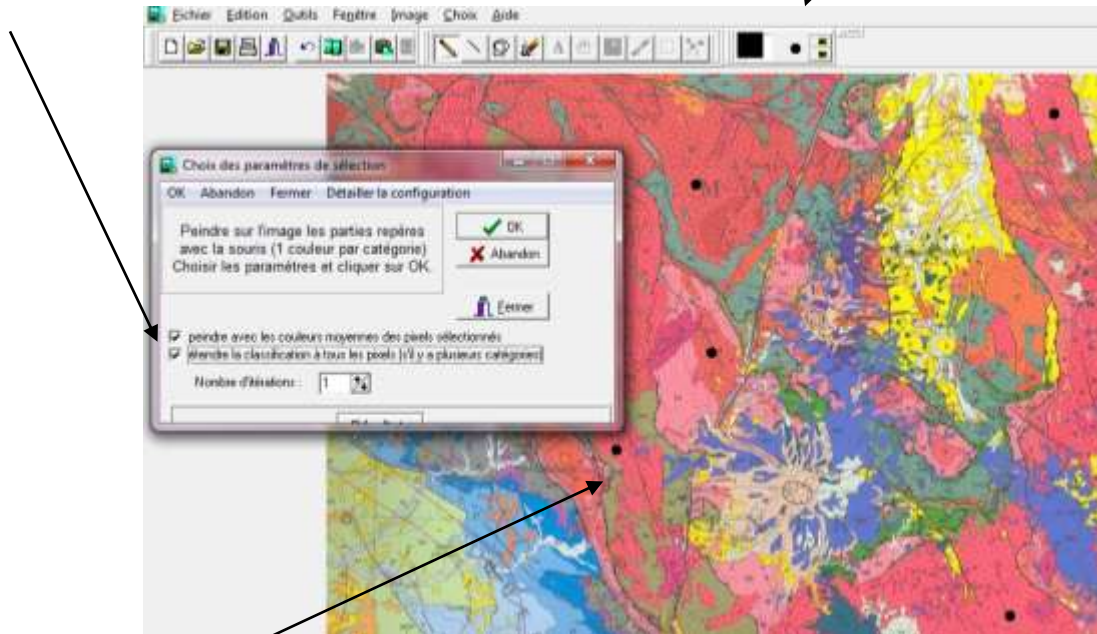 Eichier Edition Outils Fenêtre Image Choix Aide
Choix des paramètres de sélection
OK Abandon Fermer Détailler la configuration
Peindre sur l'image les parties repères
avec la souris (1 couleur par catégorie)
Choisir les paramètres et cliquer sur OK.
OK
Abandon
Fermer
peindre avec les couleurs moyennes des pixels sélectionnés
étendre la classification à tous les pixels (s'il y a plusieurs catégories)
Nombre d'itérations : 1